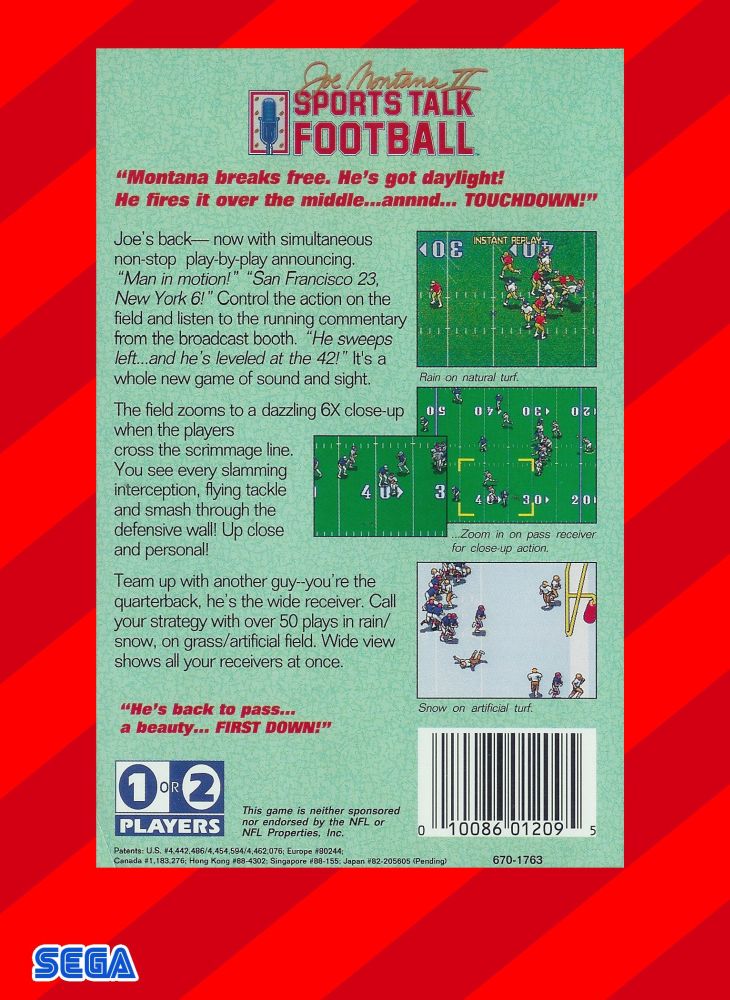 Joe Montana II
SPORTS TALK
FOOTBALL™
“Montana breaks free. He’s got daylight!
He fires it over the middle...annnd... TOUCHDOWN!”
Joe’s back— now with simultaneous
non-stop play-by-play announcing.
“Man in motion!” “San Francisco 23,
New York 6!” Control the action on the
field and listen to the running commentary
from the broadcast booth. “He sweeps
left...and he’s leveled at the 42!” It’s a
whole new game of sound and sight.
INSTANT REPLAY
Rain on natural turf.
The field zooms to a dazzling 6X close-up
when the players
cross the scrimmage line.
You see every slamming
interception, flying tackle
and smash through the
defensive wall! Up close
and personal!
50 40 30 20
40 30 20
40 3
...Zoom in on pass receiver
for close-up action.
Team up with another guy--you’re the
quarterback, he’s the wide receiver. Call
your strategy with over 50 plays in rain/
snow, on grass/artificial field. Wide view
shows all your receivers at once.
Snow on artificial turf.
“He’s back to pass...
a beauty... FIRST DOWN!”
1 OR 2
PLAYERS
This game is neither sponsored
nor endorsed by the NFL or
NFL Properties, Inc.
0 10086 01209 5
Patents: U.S. #4,442,486/4,454,594/4,462,076; Europe #80244;
Canada #1,183,276; Hong Kong #88-4302; Singapore #88-155; Japan #82-205605 (Pending)
670-1763
SEGA